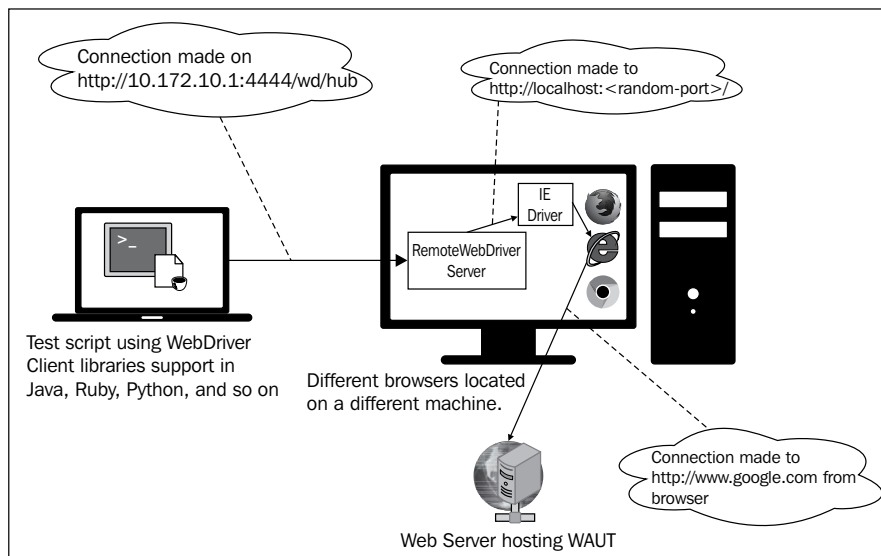 Connection made on
http://10.172.10.1:4444/wd/hub
Connection made to
http://localhost:<random-port>/
IE
Driver
RemoteWebDriver
Server
>_
Test script using WebDriver
Client libraries support in
Java, Ruby, Python, and so on
Different browsers located
on a different machine.
Connection made to
http://www.google.com from
browser
Web Server hosting WAUT